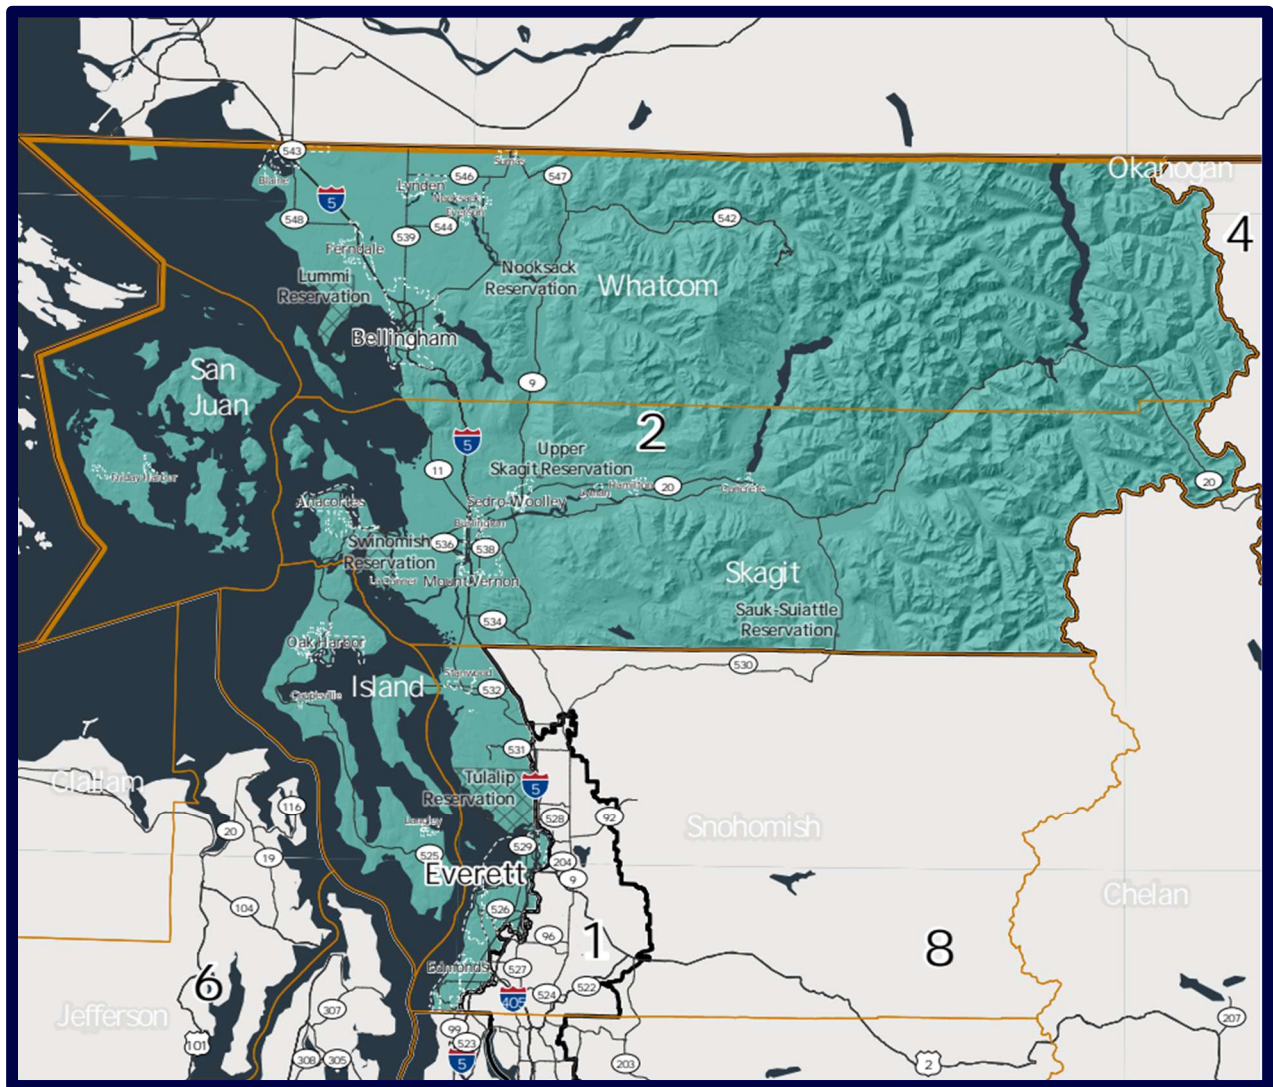 543
Sumas
Okanogan
Blaine
5
Lynden
546
547
Nooksack
Everson
548
539
544
542
4
Ferndale
Lummi
Reservation
Nooksack
Reservation
Whatcom
Bellingham
San
Juan
9
2
5
11
Upper
Skagit Reservation
Friday Harbor
Anacortes
Sedro-Woolley
Lyman
Hamilton
20
Concrete
20
Burlington
Swinomish
Reservation
536
538
La Conner
Mount Vernon
Skagit
Sauk-Suiattle
Reservation
534
Oak Harbor
530
Stanwood
532
Island
Coupeville
531
Clallam
Tulalip
Reservation
5
116
20
Langley
528
92
Snohomish
529
19
525
204
9
Everett
Chelan
104
526
96
1
8
Edmonds
527
6
405
524
522
Jefferson
307
99
523
207
101
308
305
5
203
2